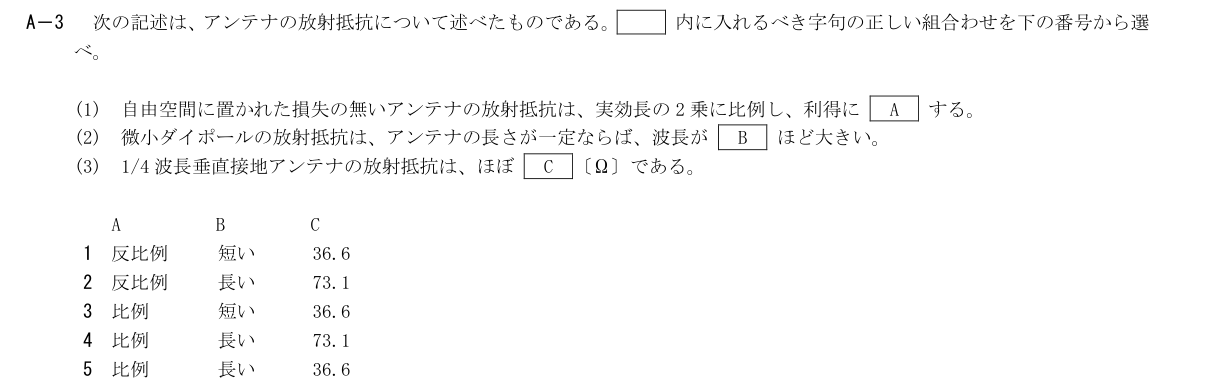 A－3　次の記述は、アンテナの放射抵抗について述べたものである。　　　内に入れるべき字句の正しい組合わせを下の番号から選
べ。
(1)　自由空間に置かれた損失の無いアンテナの放射抵抗は、実効長の2乗に比例し、利得に　A　する。
(2)　微小ダイポールの放射抵抗は、アンテナの長さが一定ならば、波長が　B　ほど大きい。
(3)　1/4波長垂直接地アンテナの放射抵抗は、ほぼ　C　〔Ω〕である。
A　B　C
1　反比例　短い　36.6
2　反比例　長い　73.1
3　比例　短い　36.6
4　比例　長い　73.1
5　比例　長い　36.6